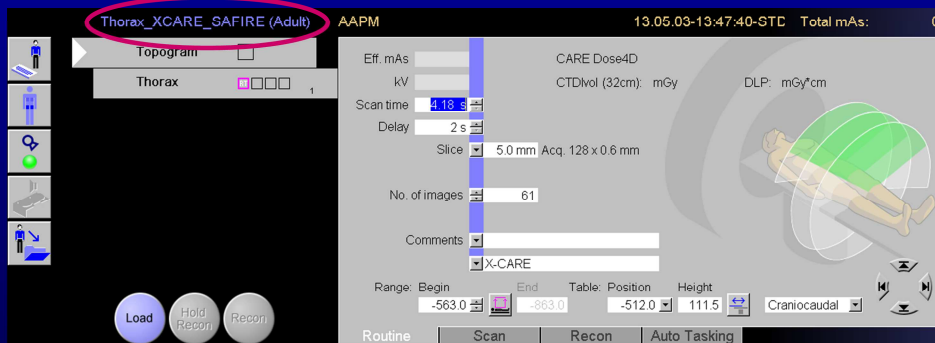 Thorax_XCARE_SAFIRE (Adult) AAPM 13.05.03-13:47:40-STD Total mAs: 0
Topogram
Thorax 1
Eff. mAs CARE Dose4D
kV CTDIvol (32cm): mGy DLP: mGy*cm
Scan time 4.18 s
Delay 2 s
Slice 5.0 mm Acq. 128 x 0.6 mm
No. of images 61
Comments
X-CARE
Range: Begin End Table: Position Height
-563.0 -863.0 -512.0 111.5 Craniocaudal
Load Hold Recon Recon
Routine Scan Recon Auto Tasking